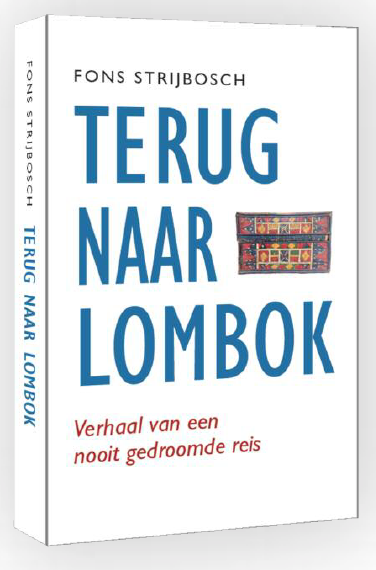 FONS STRIJBOSCH
TERUG
NAAR
LOMBOK
Verhaal van een
nooit gedroomde reis
FONS STRIJBOSCH TERUG NAAR LOMBOK